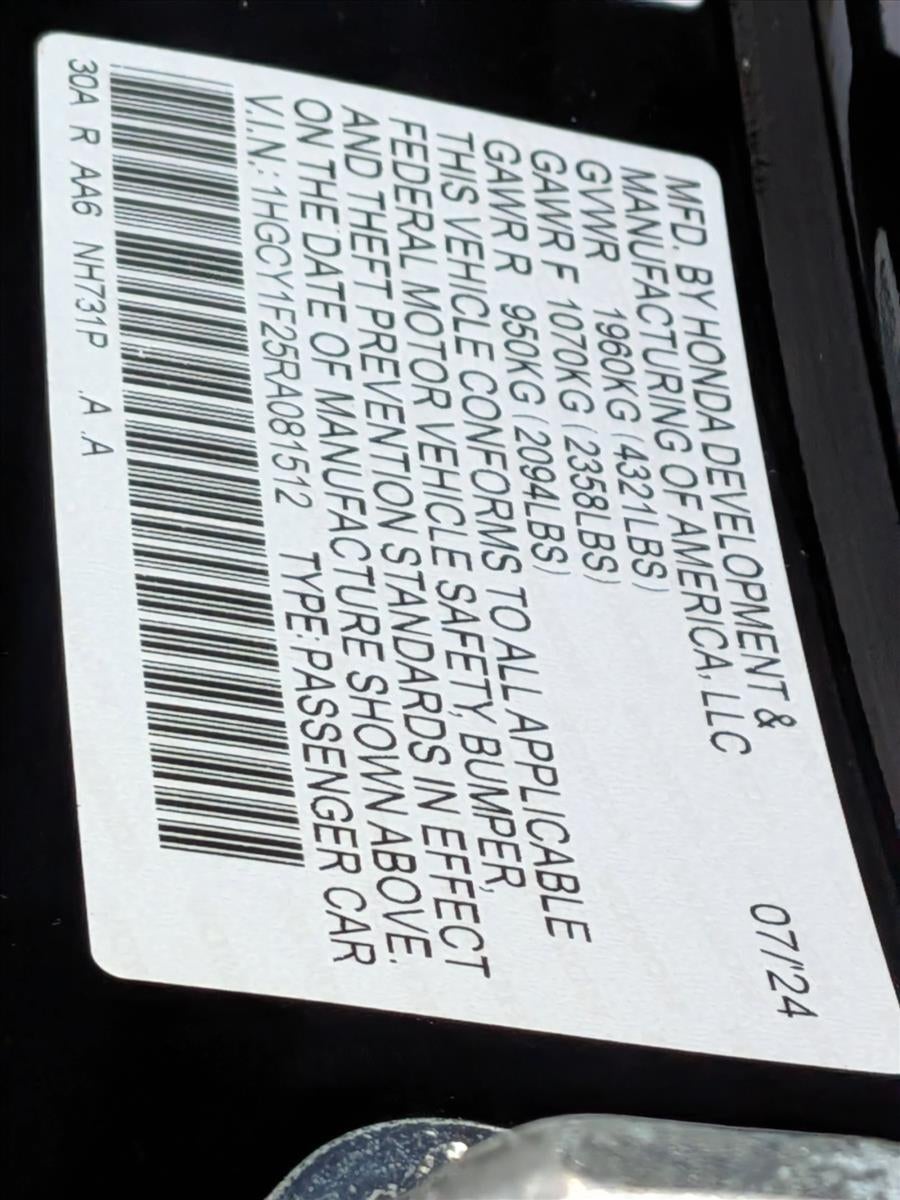 MFD. BY HONDA DEVELOPMENT &
MANUFACTURING OF AMERICA, LLC 07/'24
GVWR 1960KG (4321LBS)
GAWR F 1070KG (2358LBS)
GAWR R 950KG (2094LBS)
THIS VEHICLE CONFORMS TO ALL APPLICABLE
FEDERAL MOTOR VEHICLE SAFETY, BUMPER,
AND THEFT PREVENTION STANDARDS IN EFFECT
ON THE DATE OF MANUFACTURE SHOWN ABOVE.
V.I.N.: 1HGCY1F25RA081512 TYPE: PASSENGER CAR
30A R AA6 NH731P .A .A